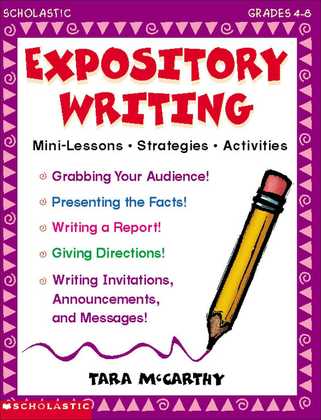 SCHOLASTIC GRADES 4–8
EXPOSITORY
WRITING
Mini-Lessons • Strategies • Activities
Grabbing Your Audience!
Presenting the Facts!
Writing a Report!
Giving Directions!
Writing Invitations,
Announcements,
and Messages!
TARA McCARTHY
SCHOLASTIC